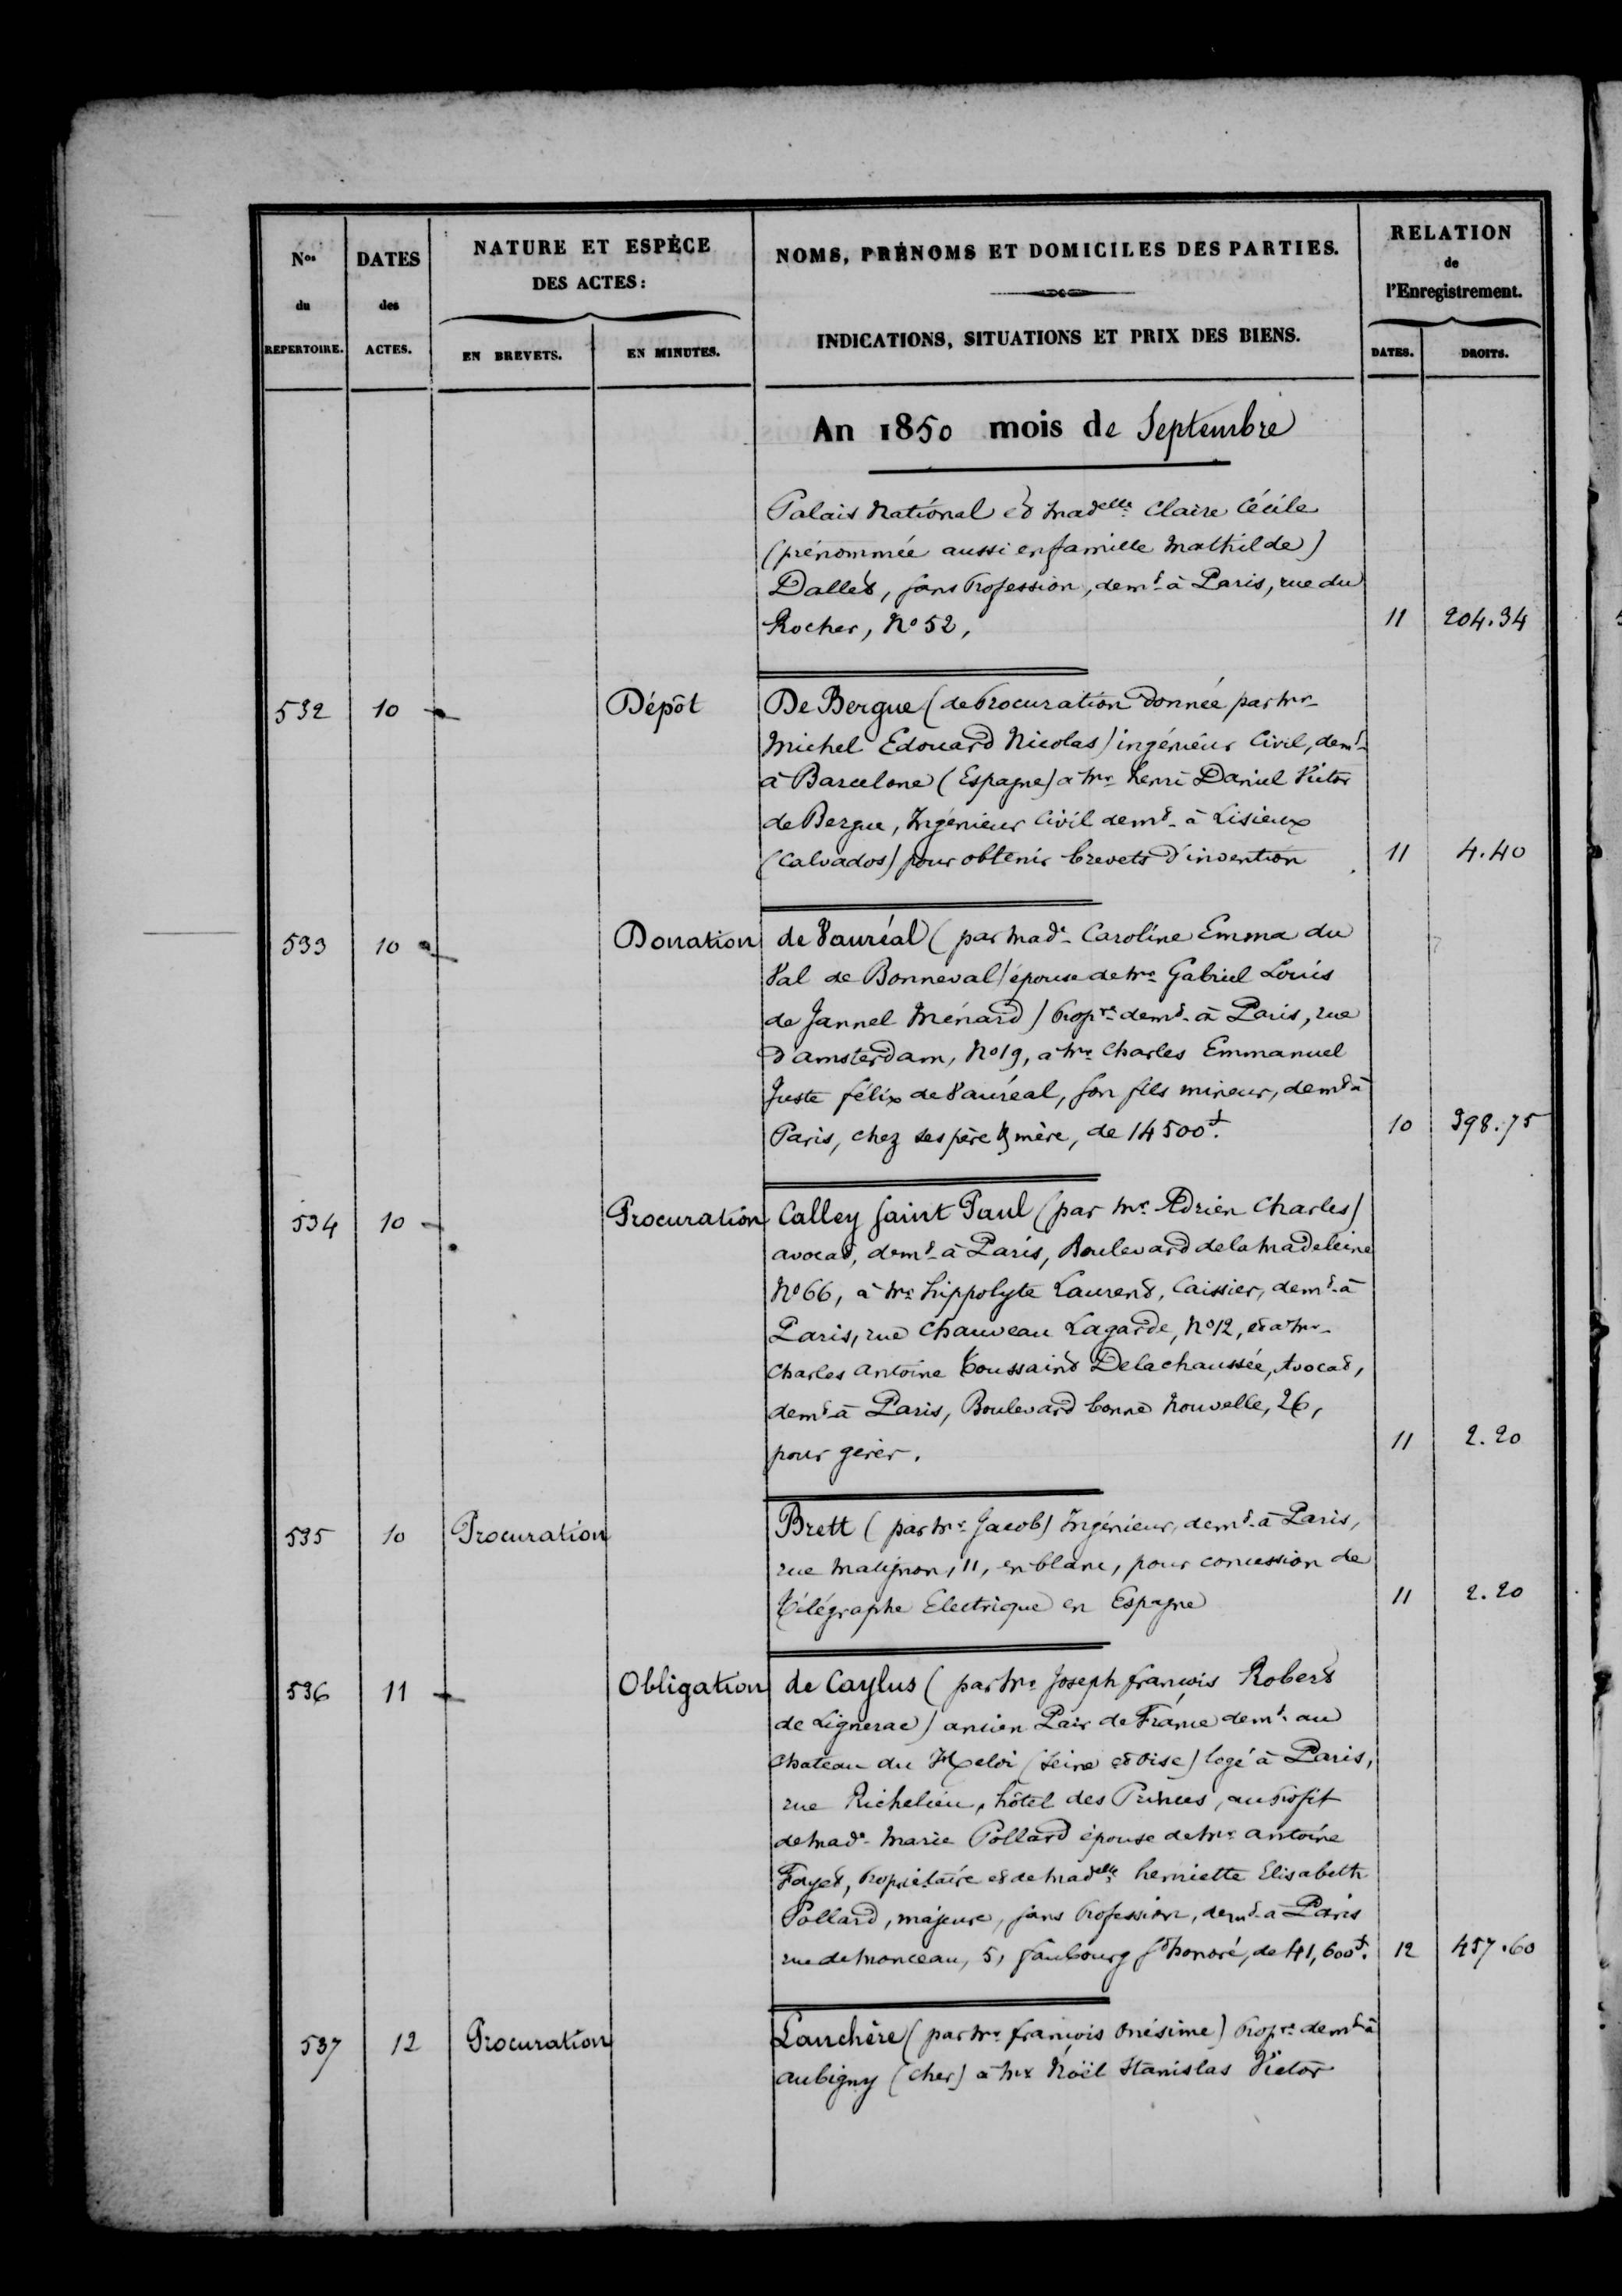 Nos du REPERTOIRE.
DATES des ACTES.
NATURE ET ESPÈCE DES ACTES:
EN BREVETS.
EN MINUTES.
NOMS, PRÉNOMS ET DOMICILES DES PARTIES.
INDICATIONS, SITUATIONS ET PRIX DES BIENS.
RELATION de l'Enregistrement.
DATES.
DROITS.
An 1850 mois de Septembre
Palais National et Madelle Claire Cécile
(prénommée aussi en famille Mathilde)
Dallet, sans Profession, demt à Paris, rue du
Rocher, No 52, 11 204.34
532 10 Dépôt De Bergue (de Procuration donnée par Mr
Michel Edouard Nicolas) ingénieur Civil, demt
à Barcelone (Espagne) à Mr henri Daniel Victor
de Bergue, Ingénieur Civil demt à Lisieux
(Calvados) pour obtenir brevets d'invention 11 4.40
533 10 Donation de Vauréal (par Made Caroline Emma du
Val de Bonneval) épouse de Mr Gabriel Louis
de Jannel Ménard) Propre demt à Paris, rue
d'amsterdam, No 19, à Mr Charles Emmanuel
Juste félix de Vauréal, son fils mineur, demt à
Paris, chez ses père & mère, de 14500f. 10 398.75
534 10 Procuration Calley Saint Paul (par Mr Adrien Charles)
avocat, demt à Paris, Boulevard de la Madeleine
No 66, à Mr hippolyte Laurent, Caissier, demt à
Paris, rue Chauveau Lagarde, No 12, et à Mr
Charles Antoine Toussaint Delachaussée, Avocat,
demt à Paris, Boulevard bonne Nouvelle, 26,
pour gérer. 11 2.20
535 10 Procuration Brett (par Mr Jacob) Ingénieur, demt à Paris,
rue Matignon, 11, en blanc, pour concession de
Télégraphe Electrique en Espagne 11 2.20
536 11 Obligation de Caylus (par Mr Joseph françois Robert
de Lignerac) ancien Pair de France demt au
Chateau du (Seine et Oise) logé à Paris,
rue Richelieu, hôtel des Princes, au Profit
de Made Marie Pollard épouse de Mr antoine
Fayet, Propriétaire et de Madelle henriette Elisabeth
Pollard, majeure, sans Profession, demt à Paris
rue de Monceau, 5, faubourg St honoré, de 41,600f. 12 457.60
537 12 Procuration Lauchère (par Mr françois Onésime) Propre demt à
aubigny (Cher) à Mr Noël Stanislas Victor